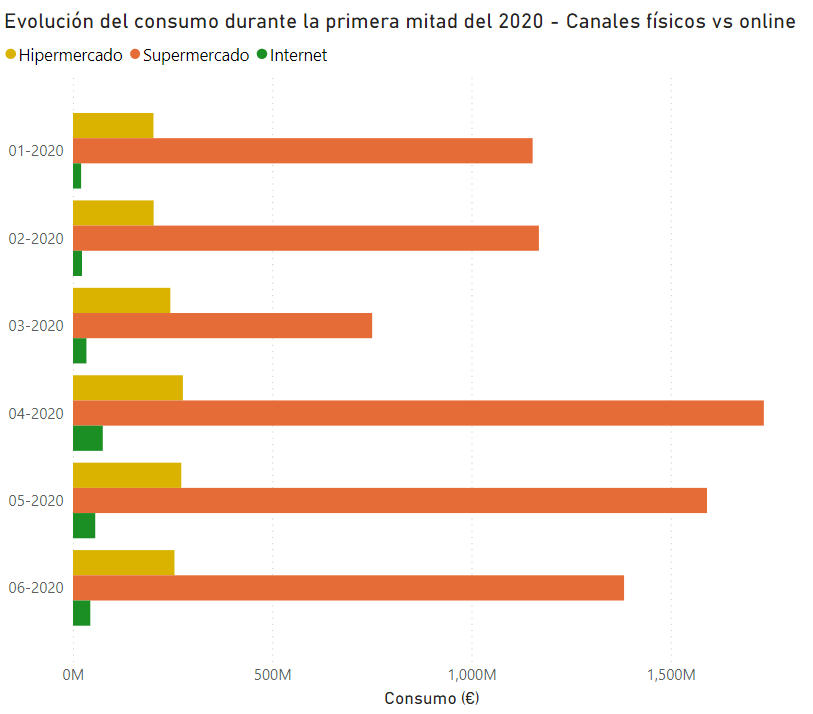 Evolución del consumo durante la primera mitad del 2020 - Canales físicos vs online
Hipermercado Supermercado Internet
01-2020
02-2020
03-2020
04-2020
05-2020
06-2020
0M 500M 1,000M 1,500M
Consumo (€)